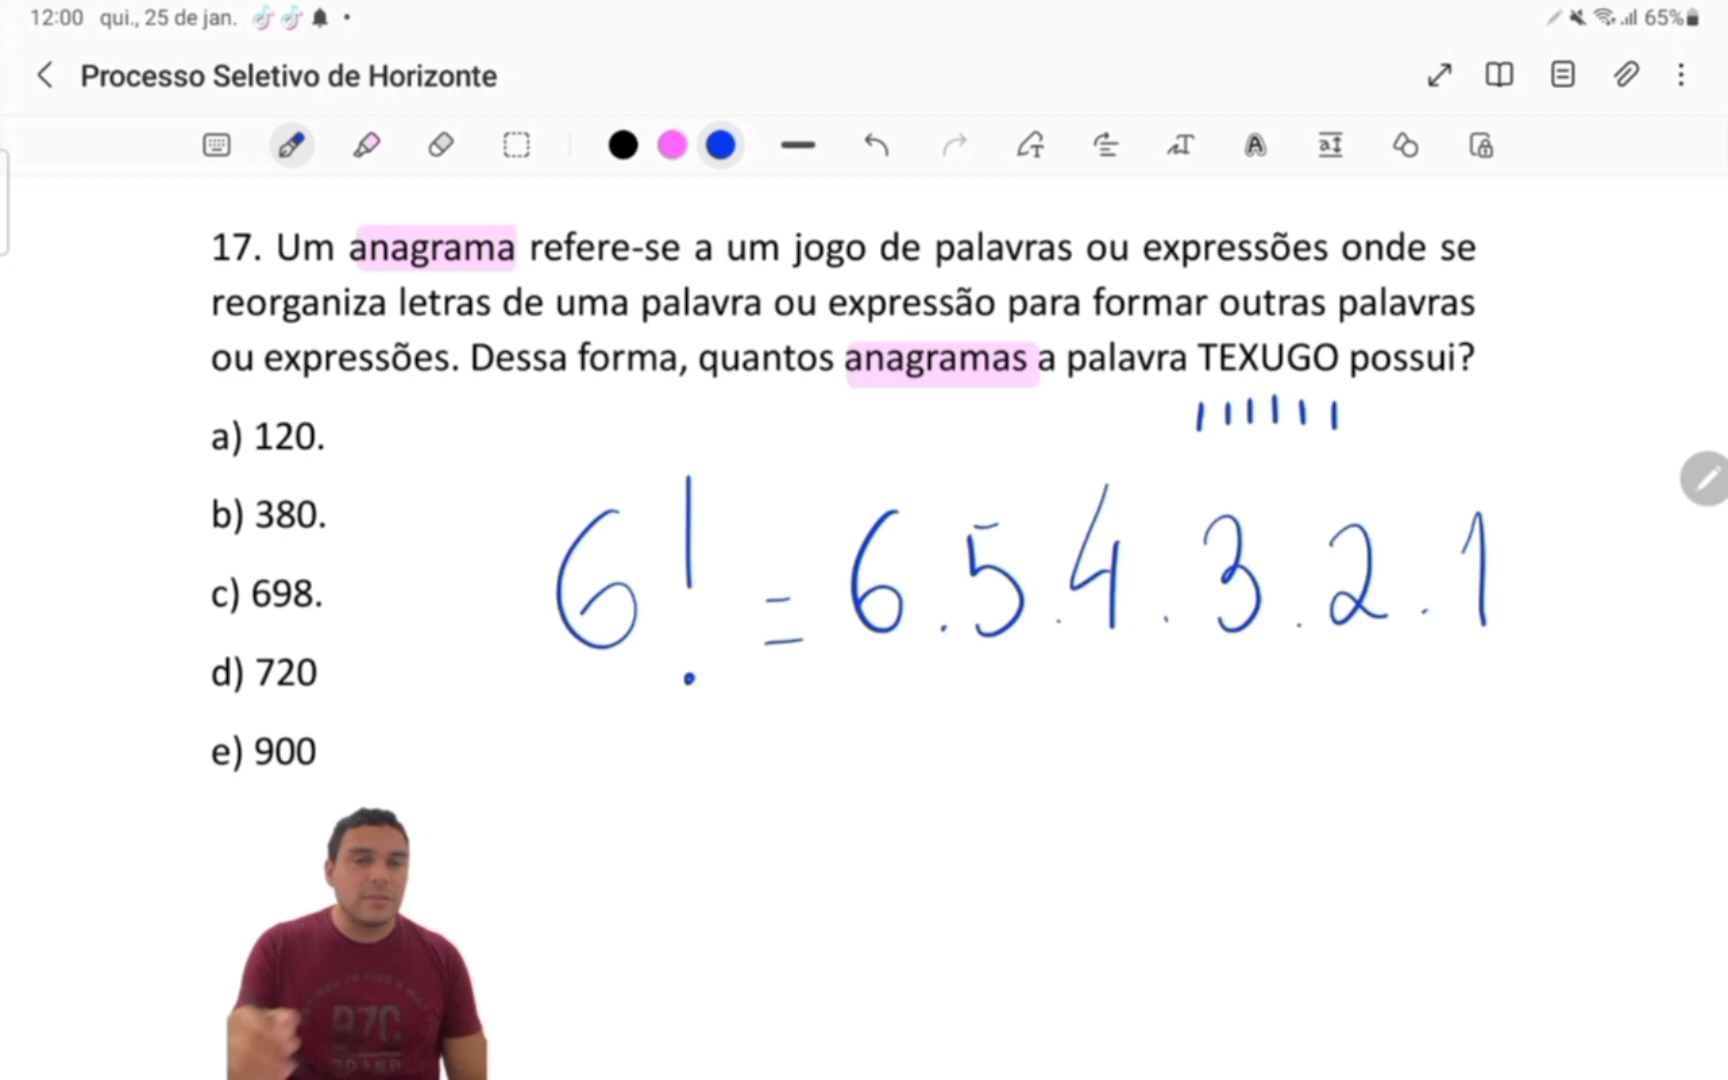 12:00 qui., 25 de jan. 65%
Processo Seletivo de Horizonte
17. Um anagrama refere-se a um jogo de palavras ou expressões onde se
reorganiza letras de uma palavra ou expressão para formar outras palavras
ou expressões. Dessa forma, quantos anagramas a palavra TEXUGO possui?
a) 120.
b) 380.
c) 698.
d) 720
e) 900
6! = 6.5.4.3.2.1